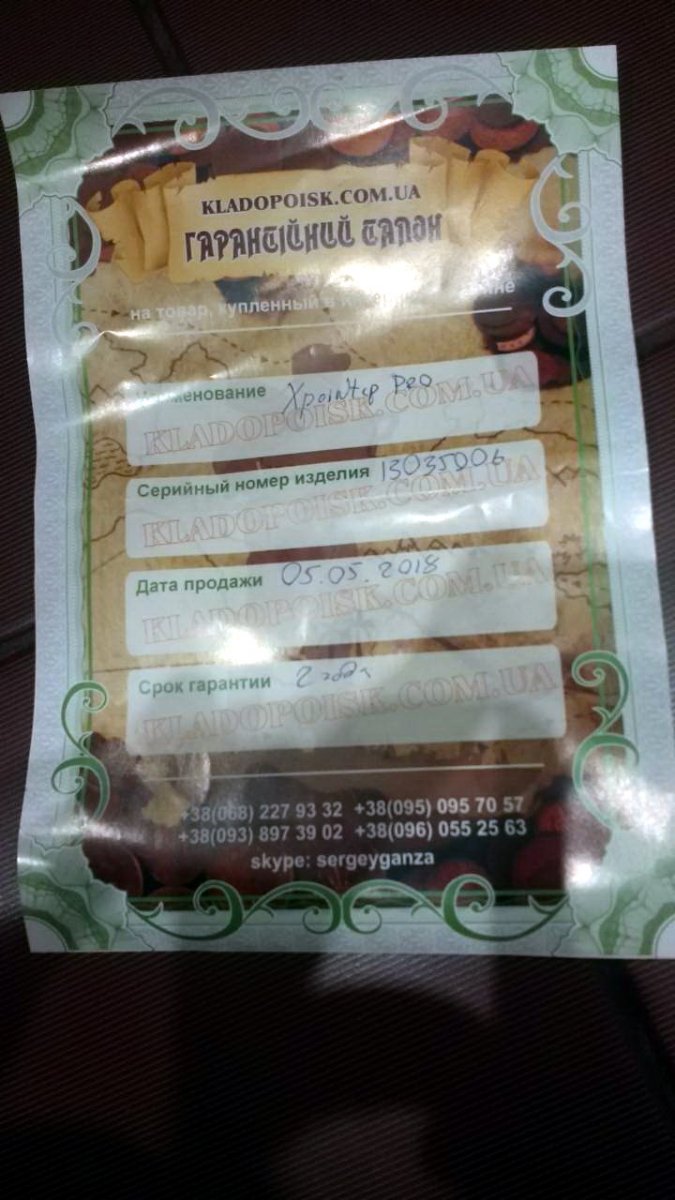 KLADOPOISK.COM.UA
ГАРАНТІЙНИЙ ТАЛОН
на товар, купленный в
Xpointer Pro
KLADOPOISK.COM.UA
Серийный номер изделия 13035006
KLADOPOISK.COM.UA
Дата продажи 05.05.2018
KLADOPOISK.COM.UA
Срок гарантии 2 года
KLADOPOISK.COM.UA
+38(068) 227 93 32 +38(095) 095 70 57
+38(093) 897 39 02 +38(096) 055 25 63
skype: sergeyganza